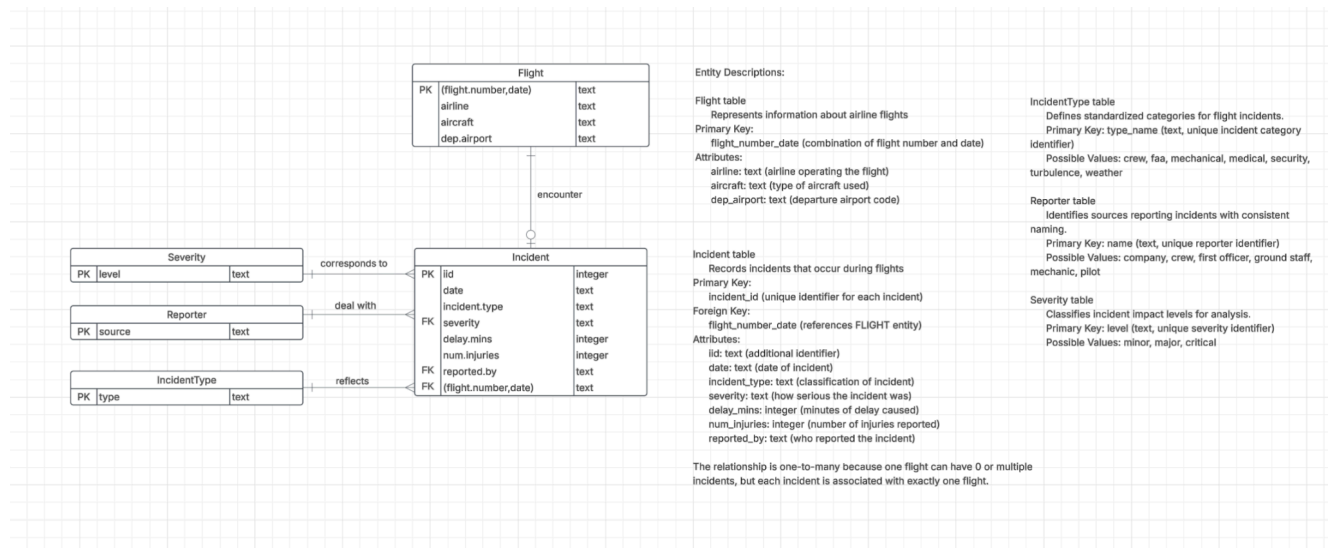 Flight
PK (flight.number,date) text
airline text
aircraft text
dep.airport text
encounter
Severity
PK level text
corresponds to
Reporter
PK source text
deal with
IncidentType
PK type text
reflects
Incident
PK iid integer
date text
incident.type text
FK severity text
delay.mins integer
num.injuries integer
FK reported.by text
FK (flight.number,date) text
Entity Descriptions:
Flight table
Represents information about airline flights
Primary Key:
flight_number_date (combination of flight number and date)
Attributes:
airline: text (airline operating the flight)
aircraft: text (type of aircraft used)
dep_airport: text (departure airport code)
Incident table
Records incidents that occur during flights
Primary Key:
incident_id (unique identifier for each incident)
Foreign Key:
flight_number_date (references FLIGHT entity)
Attributes:
iid: text (additional identifier)
date: text (date of incident)
incident_type: text (classification of incident)
severity: text (how serious the incident was)
delay_mins: integer (minutes of delay caused)
num_injuries: integer (number of injuries reported)
reported_by: text (who reported the incident)
The relationship is one-to-many because one flight can have 0 or multiple
incidents, but each incident is associated with exactly one flight.
IncidentType table
Defines standardized categories for flight incidents.
Primary Key: type_name (text, unique incident category
identifier)
Possible Values: crew, faa, mechanical, medical, security,
turbulence, weather
Reporter table
Identifies sources reporting incidents with consistent
naming.
Primary Key: name (text, unique reporter identifier)
Possible Values: company, crew, first officer, ground staff,
mechanic, pilot
Severity table
Classifies incident impact levels for analysis.
Primary Key: level (text, unique severity identifier)
Possible Values: minor, major, critical